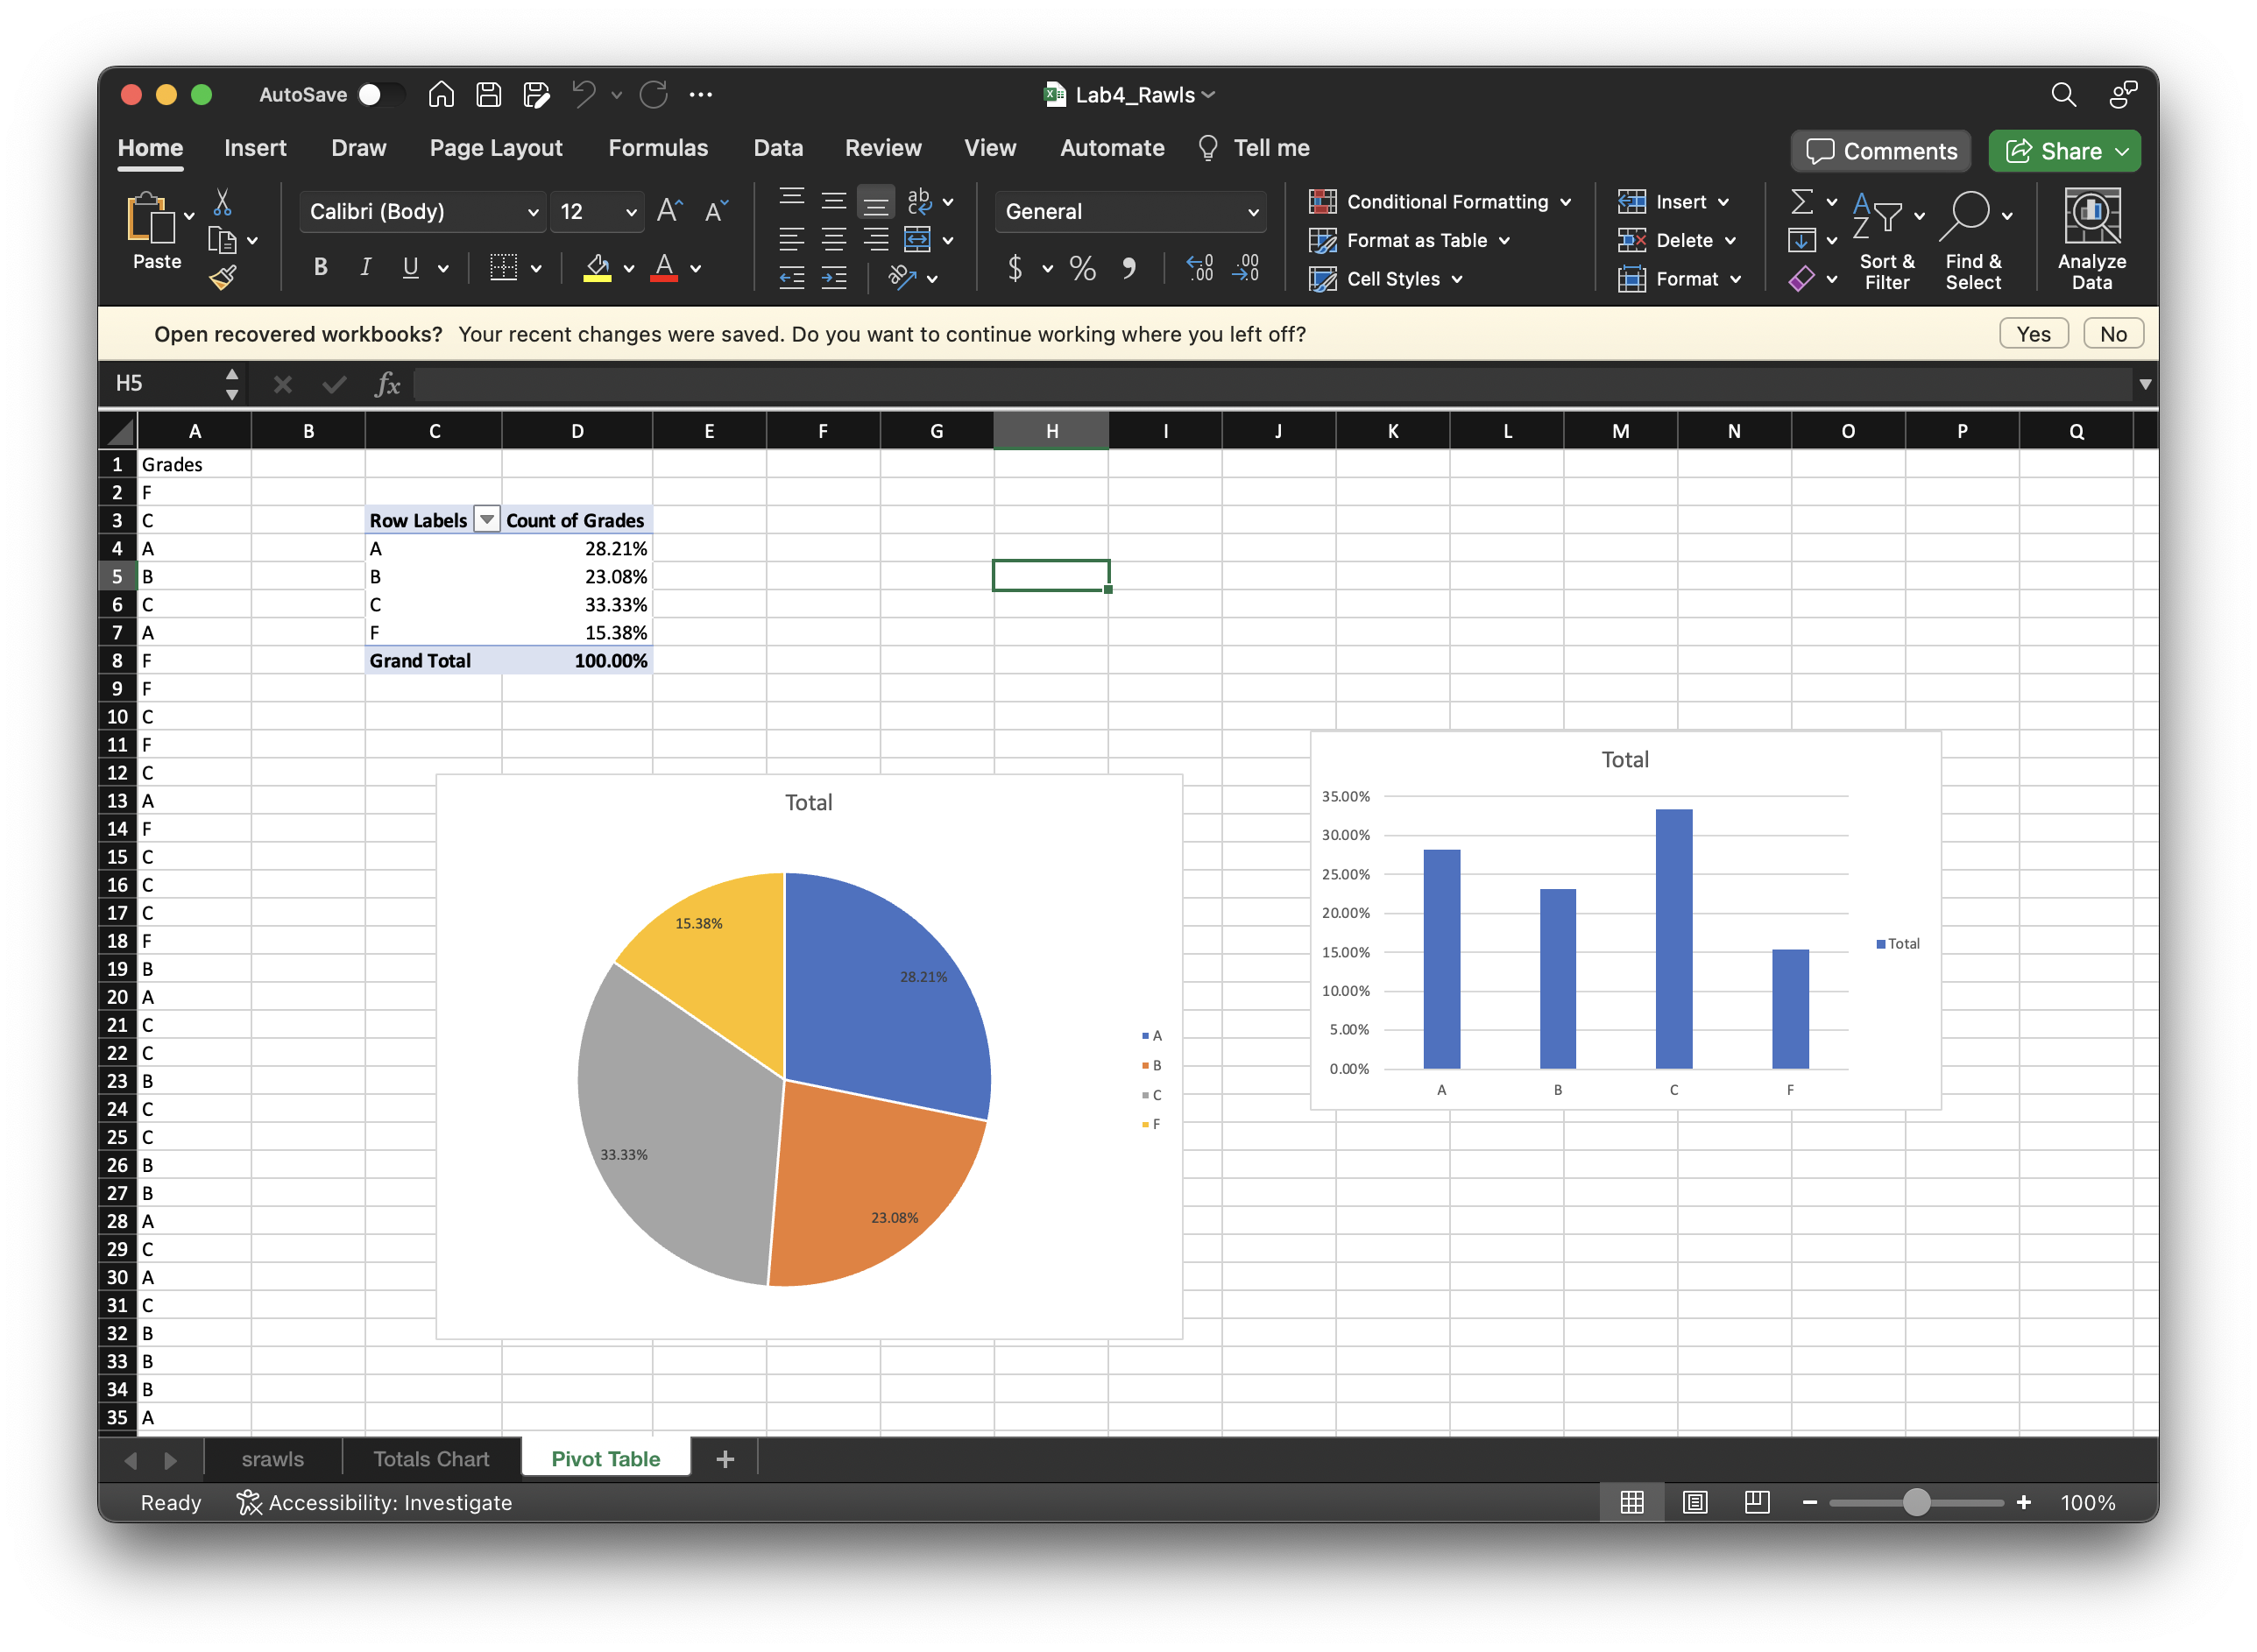 AutoSave
Lab4_Rawls
Home Insert Draw Page Layout Formulas Data Review View Automate Tell me
Comments Share
Paste
Calibri (Body) 12
General
Conditional Formatting
Format as Table
Cell Styles
Insert
Delete
Format
Sort & Filter
Find & Select
Analyze Data
Open recovered workbooks? Your recent changes were saved. Do you want to continue working where you left off? Yes No
H5 fx
A B C D E F G H I J K L M N O P Q
1 Grades
2 F
3 C Row Labels Count of Grades
4 A A 28.21%
5 B B 23.08%
6 C C 33.33%
7 A F 15.38%
8 F Grand Total 100.00%
9 F
10 C
11 F
12 C
13 A
14 F
15 C
16 C
17 C
18 F
19 B
20 A
21 C
22 C
23 B
24 C
25 C
26 B
27 B
28 A
29 C
30 A
31 C
32 B
33 B
34 B
35 A
Total
15.38%
28.21%
33.33%
23.08%
A
B
C
F
Total
35.00%
30.00%
25.00%
20.00%
15.00%
10.00%
5.00%
0.00%
A B C F
Total
srawls Totals Chart Pivot Table +
Ready Accessibility: Investigate 100%